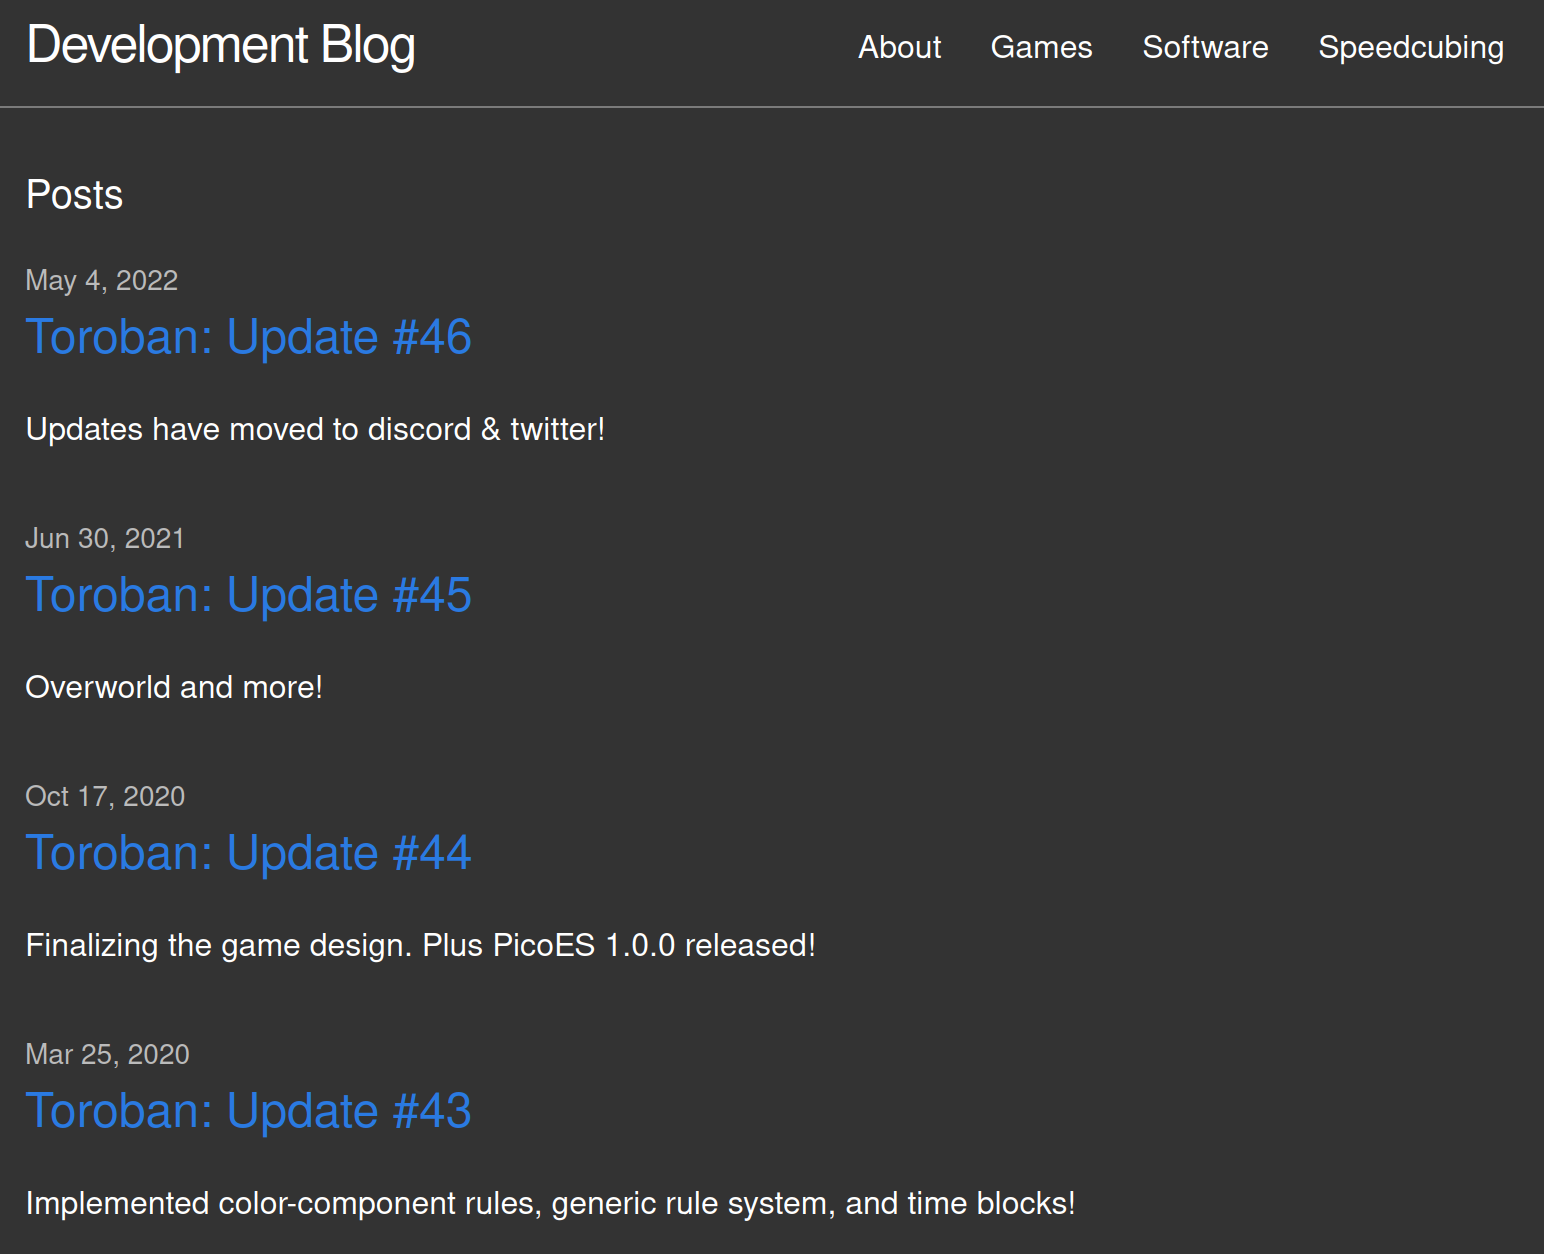 Development Blog
About Games Software Speedcubing
Posts
May 4, 2022
Toroban: Update #46
Updates have moved to discord & twitter!
Jun 30, 2021
Toroban: Update #45
Overworld and more!
Oct 17, 2020
Toroban: Update #44
Finalizing the game design. Plus PicoES 1.0.0 released!
Mar 25, 2020
Toroban: Update #43
Implemented color-component rules, generic rule system, and time blocks!